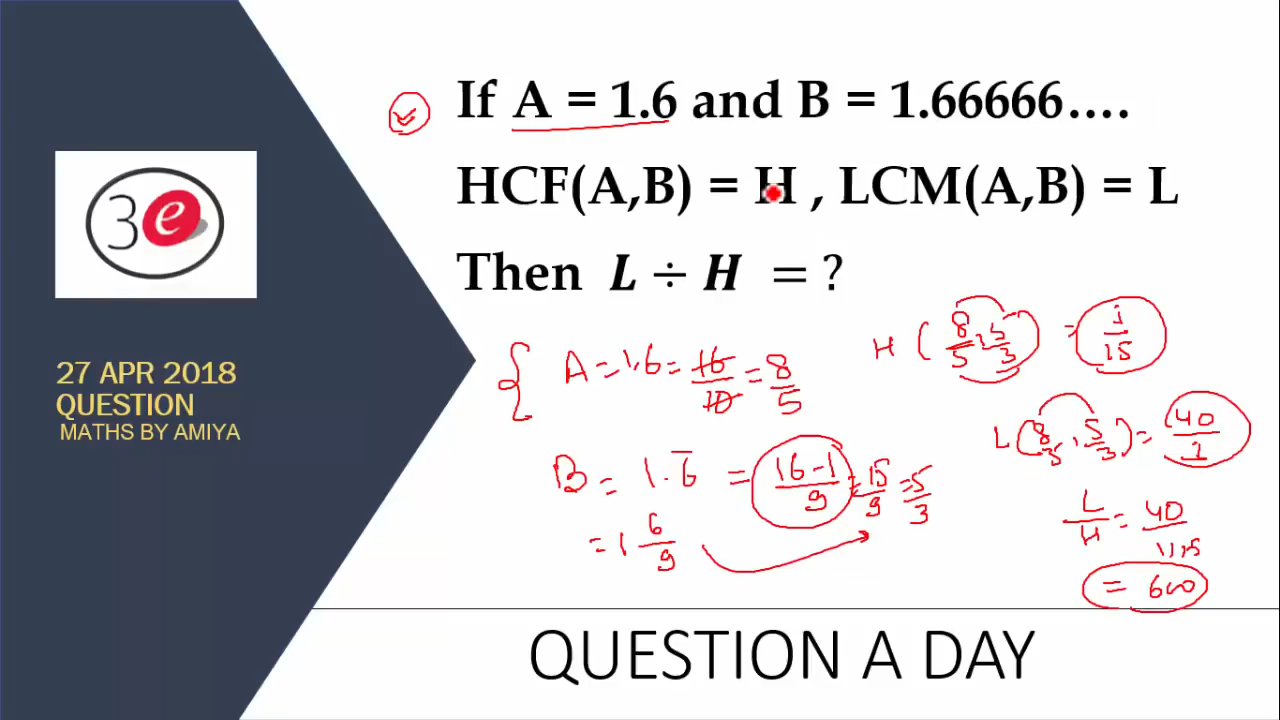 If A = 1.6 and B = 1.66666....
HCF(A,B) = H , LCM(A,B) = L
Then L ÷ H = ?
3e
27 APR 2018
QUESTION
MATHS BY AMIYA
A = 1.6 = 16/10 = 8/5
B = 1.6̅ = 16-1/9 = 15/9 = 5/3
= 1 6/9
H ( 8/5 , 5/3 ) = 1/15
L ( 8/5 , 5/3 ) = 40/1
L/H = 40/1/15
= 600
QUESTION A DAY